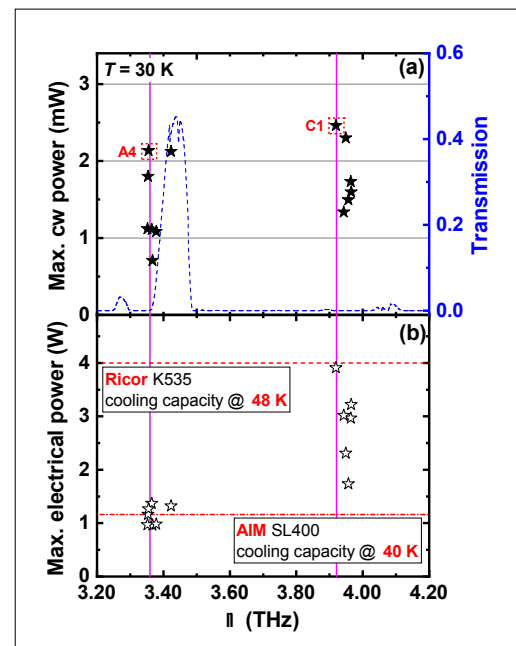 T = 30 K
(a)
A4
C1
Max. cw power (mW)
3
2
1
0
Transmission
0.6
0.4
0.2
0.0
(b)
Ricor K535
cooling capacity @ 48 K
AIM SL400
cooling capacity @ 40 K
Max. electrical power (W)
4
3
2
1
0
3.20 3.40 3.60 3.80 4.00 4.20
(THz)